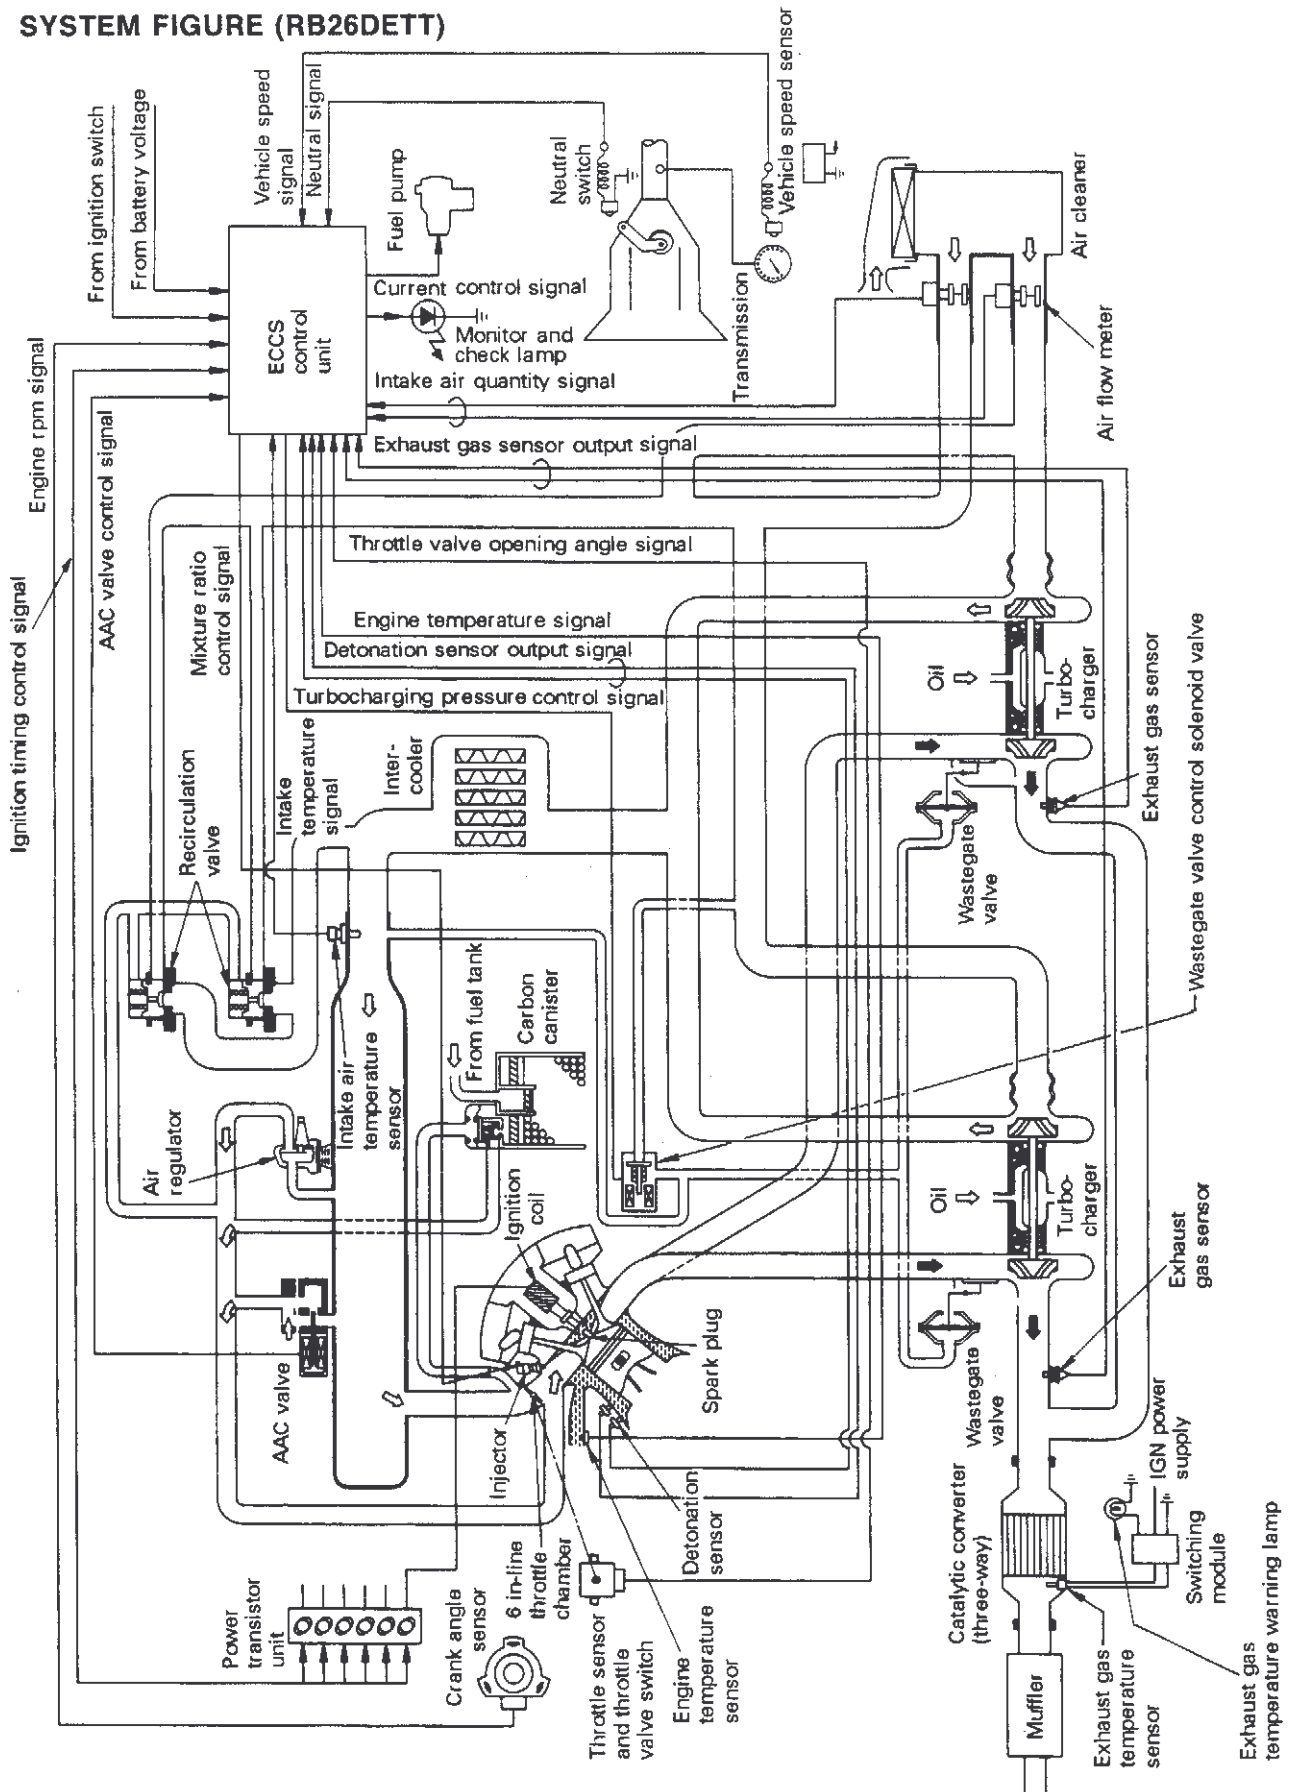 SYSTEM FIGURE (RB26DETT)
From ignition switch
From battery voltage
Vehicle speed
signal
Neutral signal
Fuel pump
Neutral
switch
Vehicle speed sensor
ECCS
control
unit
Current control signal
Monitor and
check lamp
Transmission
Air cleaner
Air flow meter
Intake air quantity signal
Exhaust gas sensor output signal
Engine rpm signal
Ignition timing control signal
AAC valve control signal
Mixture ratio
control signal
Throttle valve opening angle signal
Engine temperature signal
Detonation sensor output signal
Turbocharging pressure control signal
Recirculation
valve
Intake
temperature
signal
Inter-
cooler
Oil
Turbo-
charger
Exhaust gas sensor
Wastegate valve control solenoid valve
Wastegate
valve
From fuel tank
Carbon
canister
Intake air
temperature
sensor
Air
regulator
Ignition
coil
Oil
Turbo-
charger
Exhaust
gas sensor
AAC valve
Injector
Spark plug
Wastegate
valve
IGN power
supply
Power
transistor
unit
Crank angle
sensor
6 in-line
throttle
chamber
Detonation
sensor
Throttle sensor
and throttle
valve switch
Engine
temperature
sensor
Catalytic converter
(three-way)
Switching
module
Muffler
Exhaust gas
temperature
sensor
Exhaust gas
temperature warning lamp